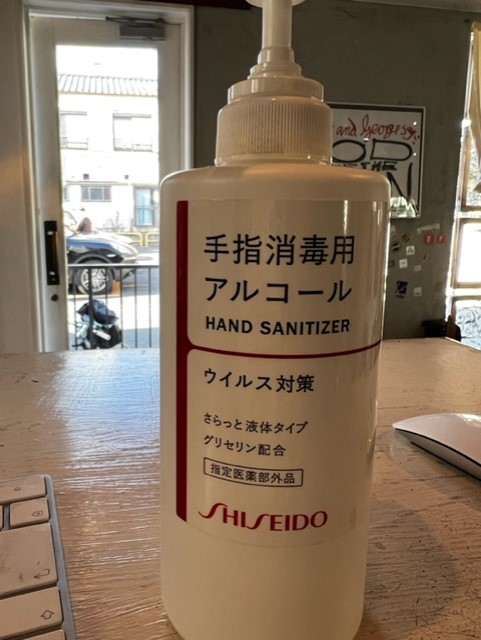 手指消毒用
アルコール
HAND SANITIZER
ウイルス対策
さらっと液体タイプ
グリセリン配合
指定医薬部外品
SHISEIDO
and